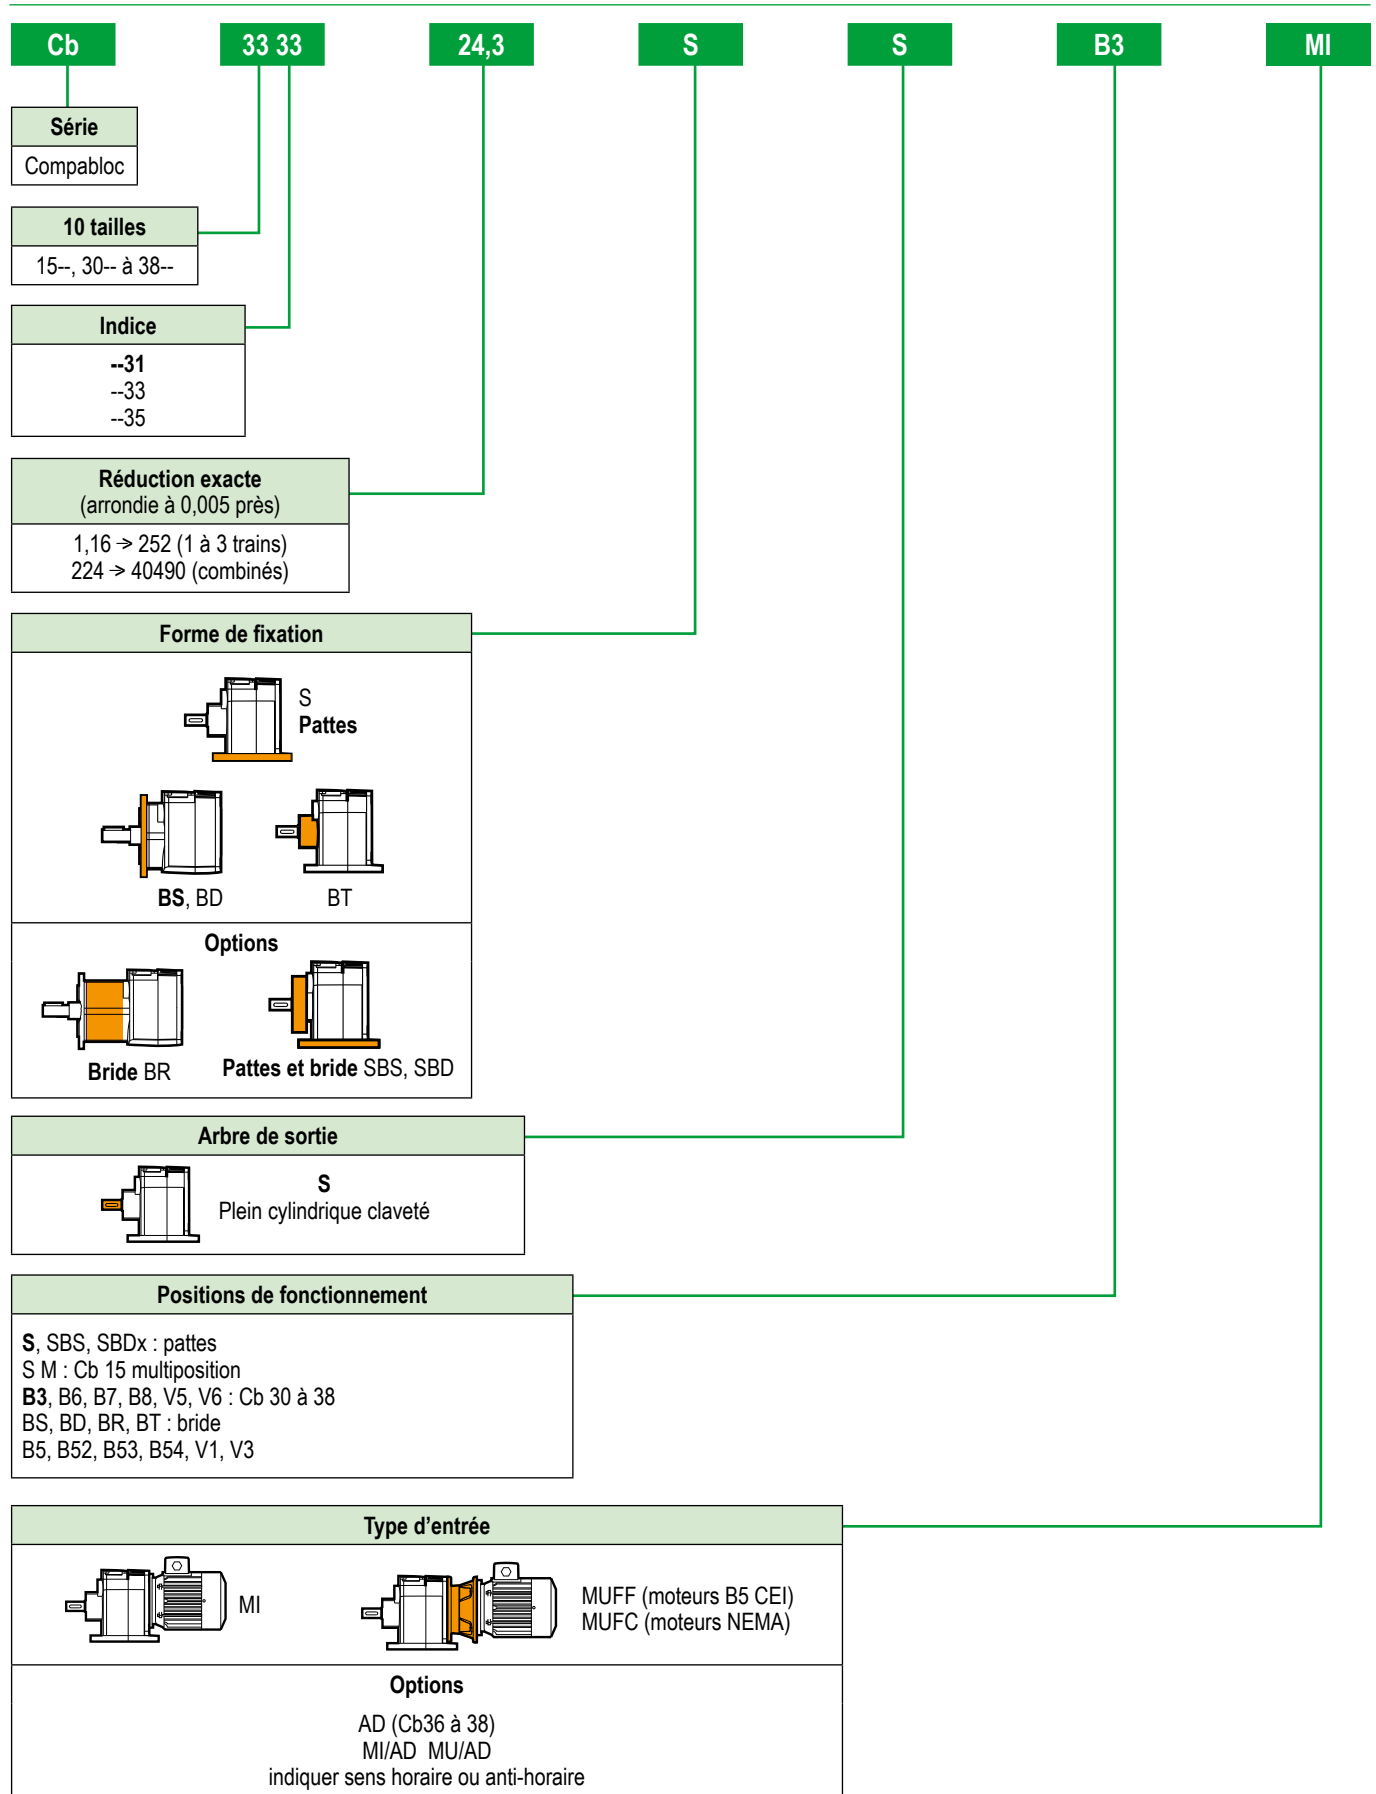 Cb 33 33 24,3 S S B3 MI
Série
Compabloc
10 tailles
15--, 30-- à 38--
Indice
--31
--33
--35
Réduction exacte
(arrondie à 0,005 près)
1,16 → 252 (1 à 3 trains)
224 → 40490 (combinés)
Forme de fixation
S
Pattes
BS, BD BT
Options
Bride BR Pattes et bride SBS, SBD
Arbre de sortie
S
Plein cylindrique claveté
Positions de fonctionnement
S, SBS, SBDx : pattes
S M : Cb 15 multiposition
B3, B6, B7, B8, V5, V6 : Cb 30 à 38
BS, BD, BR, BT : bride
B5, B52, B53, B54, V1, V3
Type d’entrée
MI
MUFF (moteurs B5 CEI)
MUFC (moteurs NEMA)
Options
AD (Cb36 à 38)
MI/AD MU/AD
indiquer sens horaire ou anti-horaire